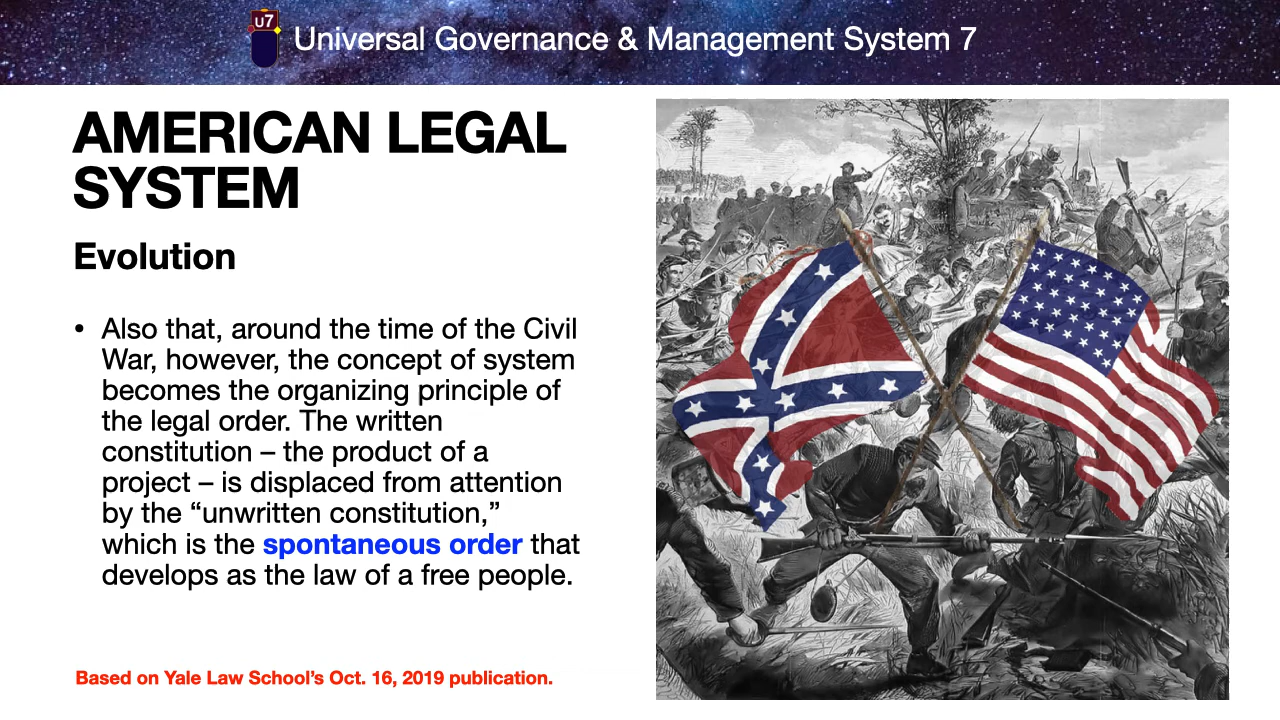 U7
Universal Governance & Management System 7
AMERICAN LEGAL
SYSTEM
Evolution
• Also that, around the time of the Civil
War, however, the concept of system
becomes the organizing principle of
the legal order. The written
constitution – the product of a
project – is displaced from attention
by the “unwritten constitution,”
which is the spontaneous order that
develops as the law of a free people.
Based on Yale Law School’s Oct. 16, 2019 publication.